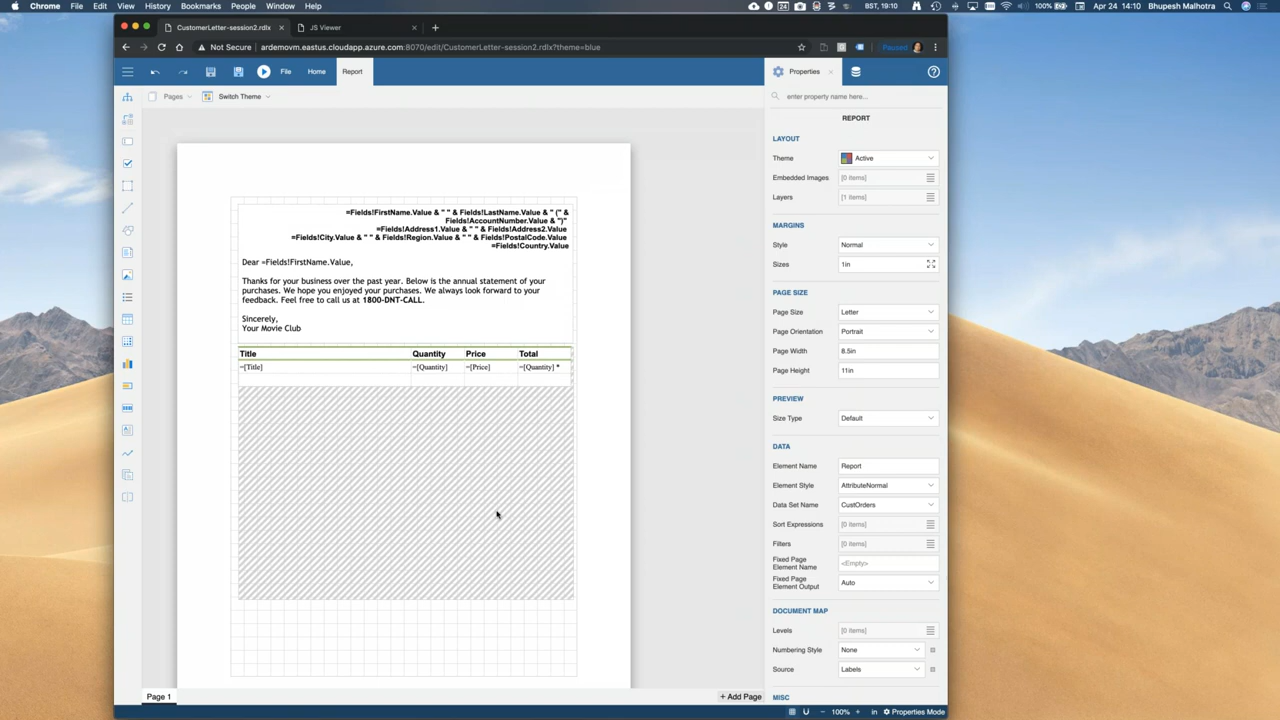 Chrome File Edit View History Bookmarks People Window Help 24 BST, 19:10 100% Apr 24 14:10 Bhupesh Malhotra
CustomerLetter-session2.rdlx
JS Viewer
Not Secure ardemovm.eastus.cloudapp.azure.com:8070/edit/CustomerLetter-session2.rdlx?theme=blue Paused
File Home Report
Properties
Pages Switch Theme
enter property name here...
REPORT
LAYOUT
Theme Active
Embedded Images [0 items]
Layers [1 items]
MARGINS
Style Normal
Sizes 1in
PAGE SIZE
Page Size Letter
Page Orientation Portrait
Page Width 8.5in
Page Height 11in
PREVIEW
Size Type Default
DATA
Element Name Report
Element Style AttributeNormal
Data Set Name CustOrders
Sort Expressions [0 items]
Filters [0 items]
Fixed Page
Element Name <Empty>
Fixed Page
Element Output Auto
DOCUMENT MAP
Levels [0 items]
Numbering Style None
Source Labels
MISC
=Fields!FirstName.Value & " " & Fields!LastName.Value & " (" &
Fields!AccountNumber.Value & ")"
=Fields!Address1.Value & " " & Fields!Address2.Value
=Fields!City.Value & " " & Fields!Region.Value & " " & Fields!PostalCode.Value
=Fields!Country.Value
Dear =Fields!FirstName.Value,
Thanks for your business over the past year. Below is the annual statement of your
purchases. We hope you enjoyed your purchases. We always look forward to your
feedback. Feel free to call us at 1800-DNT-CALL.
Sincerely,
Your Movie Club
Title Quantity Price Total
=[Title] =[Quantity] =[Price] =[Quantity] *
Page 1
+ Add Page
100% + in Properties Mode